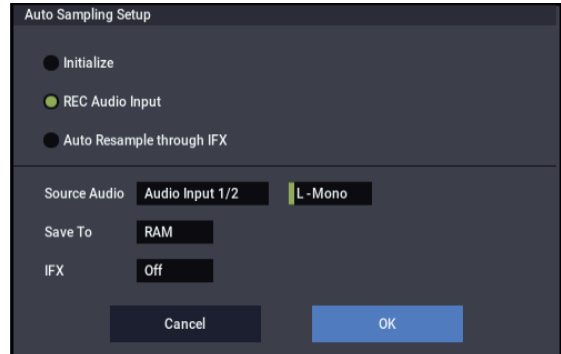 Auto Sampling Setup
Initialize
REC Audio Input
Auto Resample through IFX
Source Audio Audio Input 1/2 L-Mono
Save To RAM
IFX Off
Cancel OK